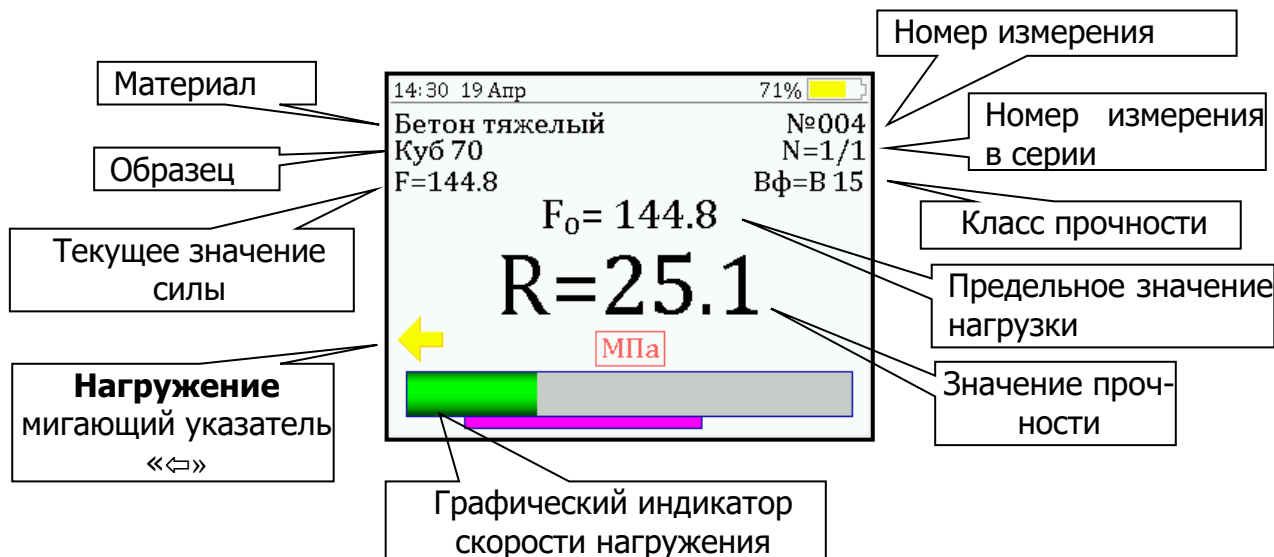 Номер измерения
Материал
14:30 19 Апр 71%
Бетон тяжелый №004
Номер измерения
в серии
Куб 70 N=1/1
Образец
F=144.8 Вф=В 15
Класс прочности
F₀= 144.8
Текущее значение
силы
R=25.1
Предельное значение
нагрузки
МПа
Нагружение
мигающий указатель
«⇦»
Значение проч-
ности
Графический индикатор
скорости нагружения